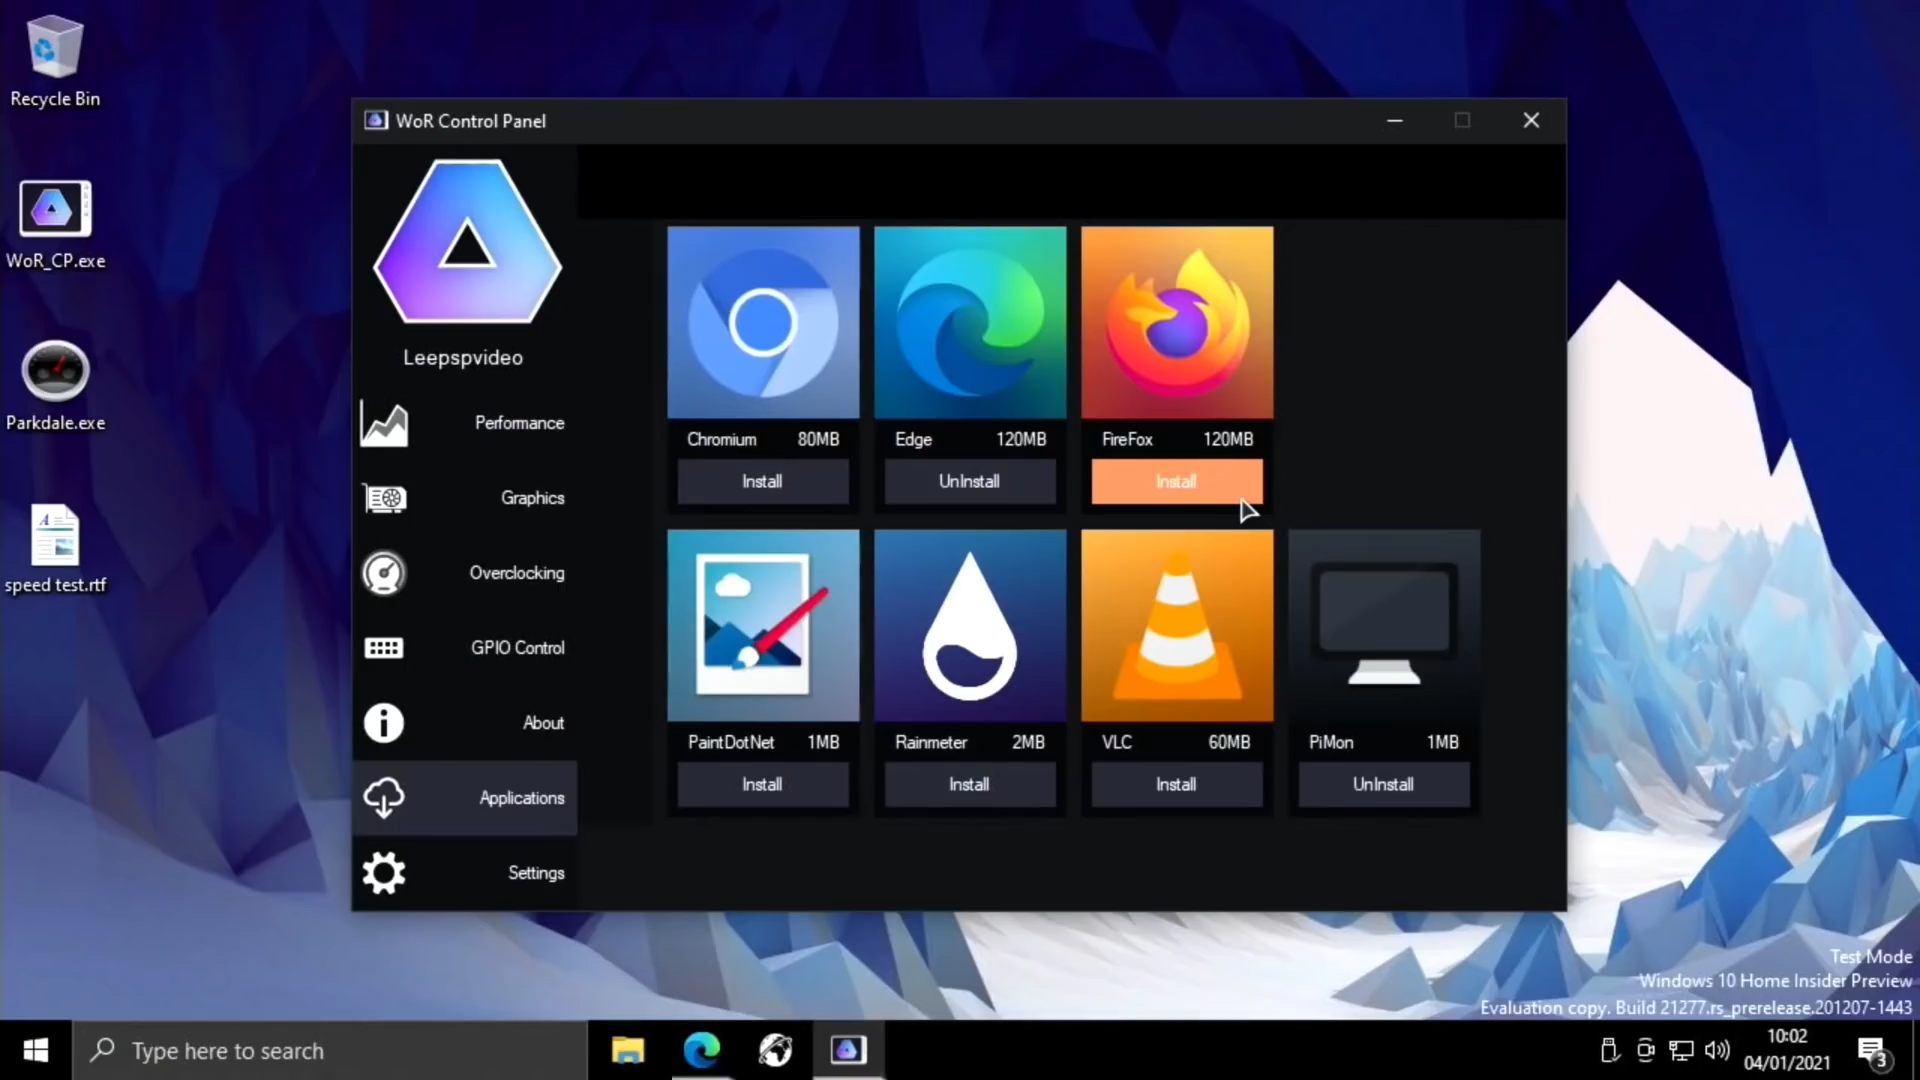 Recycle Bin
WoR_CP.exe
Parkdale.exe
speed test.rtf
WoR Control Panel
Leepspvideo
Performance
Graphics
Overclocking
GPIO Control
About
Applications
Settings
Chromium 80MB
Install
Edge 120MB
UnInstall
FireFox 120MB
Install
PaintDotNet 1MB
Install
Rainmeter 2MB
Install
VLC 60MB
Install
PiMon 1MB
UnInstall
Test Mode
Windows 10 Home Insider Preview
Evaluation copy. Build 21277.rs_prerelease.201207-1443
Type here to search
10:02
04/01/2021
3